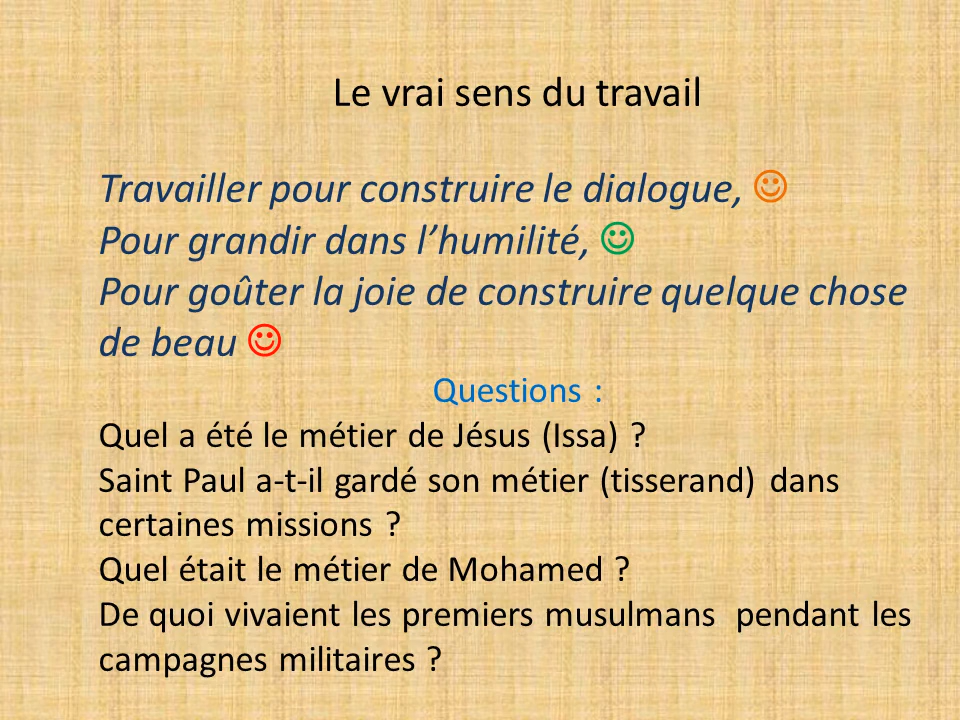 Le vrai sens du travail
Travailler pour construire le dialogue, ☺
Pour grandir dans l’humilité, ☺
Pour goûter la joie de construire quelque chose
de beau ☺
Questions :
Quel a été le métier de Jésus (Issa) ?
Saint Paul a-t-il gardé son métier (tisserand) dans
certaines missions ?
Quel était le métier de Mohamed ?
De quoi vivaient les premiers musulmans pendant les
campagnes militaires ?